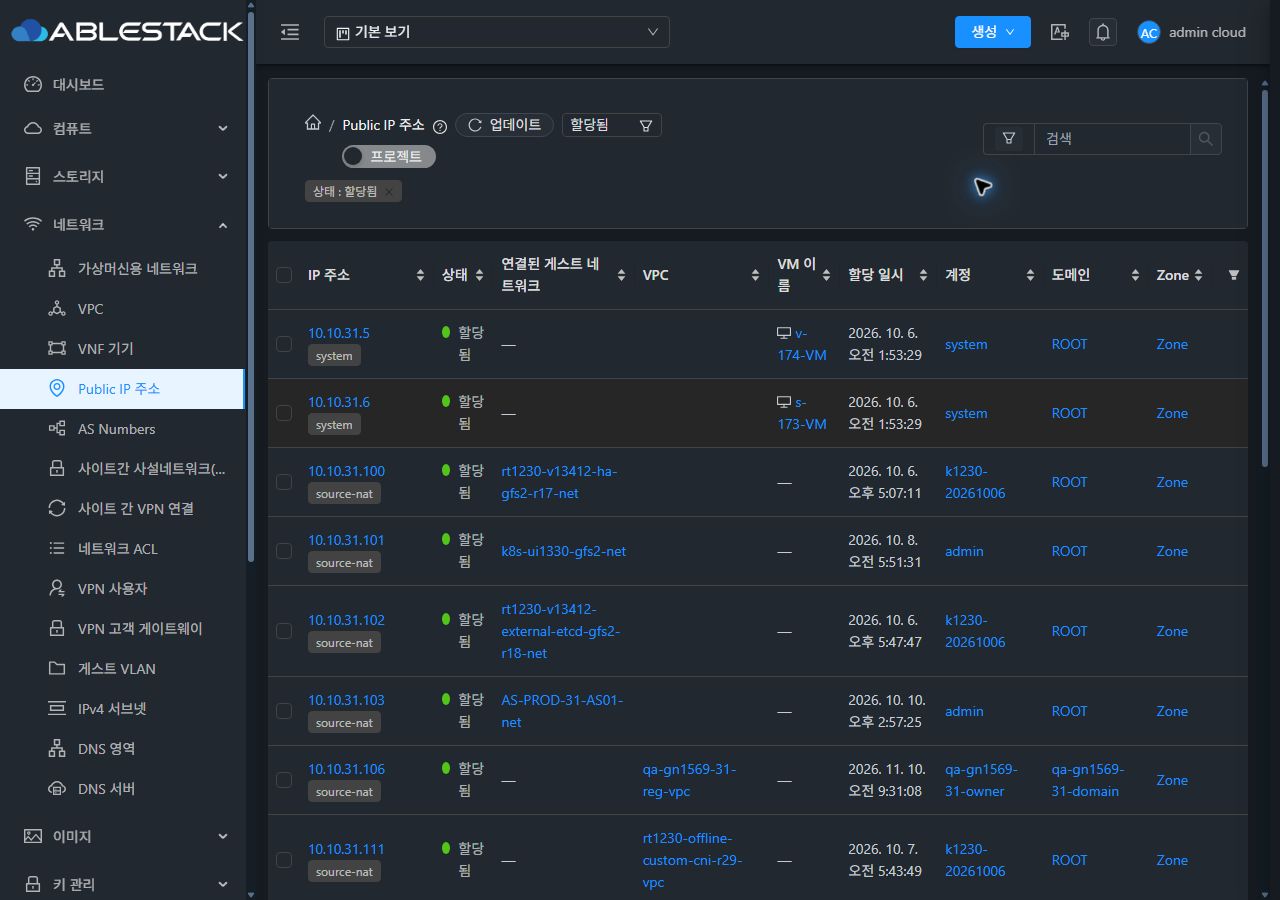 ABLESTACK
기본 보기
생성
AC
admin cloud
대시보드
컴퓨트
스토리지
네트워크
가상머신용 네트워크
VPC
VNF 기기
Public IP 주소
AS Numbers
사이트간 사설네트워크(...
사이트 간 VPN 연결
네트워크 ACL
VPN 사용자
VPN 고객 게이트웨이
게스트 VLAN
IPv4 서브넷
DNS 영역
DNS 서버
이미지
키 관리
/ Public IP 주소
업데이트
할당됨
프로젝트
상태 : 할당됨
검색
IP 주소
상태
연결된 게스트 네
트워크
VPC
VM 이
름
할당 일시
계정
도메인
Zone
10.10.31.5
system
할당
됨
—
v-
174-VM
2026. 10. 6.
오전 1:53:29
system
ROOT
Zone
10.10.31.6
system
할당
됨
—
s-
173-VM
2026. 10. 6.
오전 1:53:29
system
ROOT
Zone
10.10.31.100
source-nat
할당
됨
rt1230-v13412-ha-
gfs2-r17-net
—
2026. 10. 6.
오후 5:07:11
k1230-
20261006
ROOT
Zone
10.10.31.101
source-nat
할당
됨
k8s-ui1330-gfs2-net
—
2026. 10. 8.
오전 5:51:31
admin
ROOT
Zone
10.10.31.102
source-nat
할당
됨
rt1230-v13412-
external-etcd-gfs2-
r18-net
—
2026. 10. 6.
오후 5:47:47
k1230-
20261006
ROOT
Zone
10.10.31.103
source-nat
할당
됨
AS-PROD-31-AS01-
net
—
2026. 10. 10.
오후 2:57:25
admin
ROOT
Zone
10.10.31.106
source-nat
할당
됨
—
qa-gn1569-31-
reg-vpc
—
2026. 11. 10.
오전 9:31:08
qa-gn1569-
31-owner
qa-gn1569-
31-domain
Zone
10.10.31.111
source-nat
할당
됨
—
rt1230-offline-
custom-cni-r29-
vpc
—
2026. 10. 7.
오전 5:43:49
k1230-
20261006
ROOT
Zone